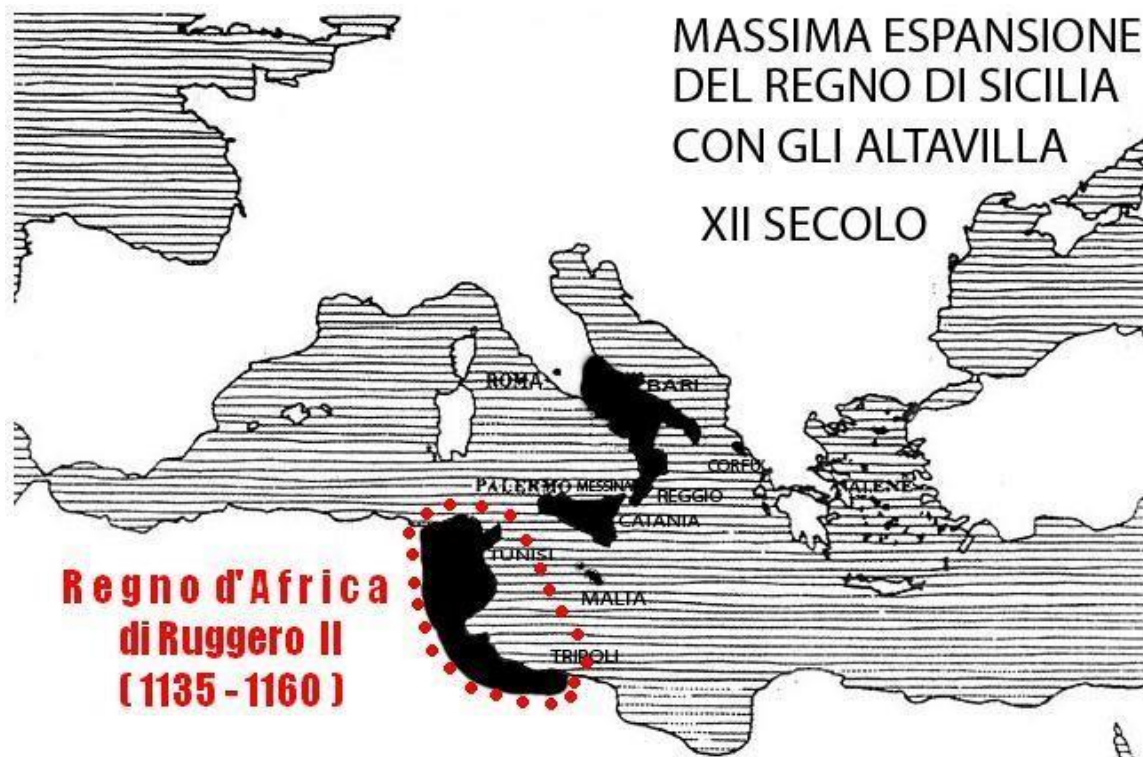 MASSIMA ESPANSIONE
DEL REGNO DI SICILIA
CON GLI ALTAVILLA
XII SECOLO
ROMA
BARI
CORFU
PALERMO
MESSINA
REGGIO
ATENE
CATANIA
TUNISI
MALTA
TRIPOLI
Regno d'Africa
di Ruggero II
( 1135 - 1160 )